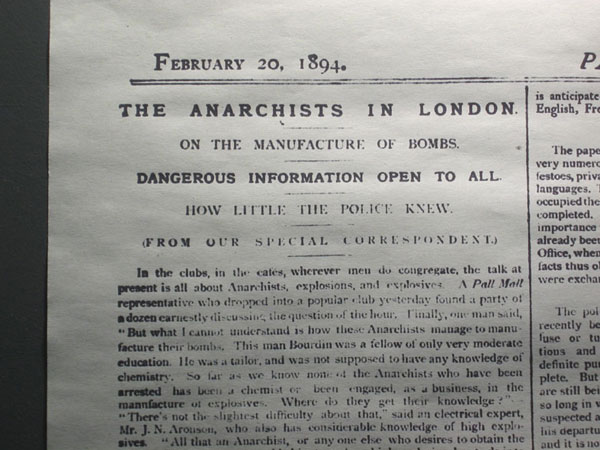 FEBRUARY 20, 1894.
THE ANARCHISTS IN LONDON.
ON THE MANUFACTURE OF BOMBS.
DANGEROUS INFORMATION OPEN TO ALL.
HOW LITTLE THE POLICE KNEW.
(FROM OUR SPECIAL CORRESPONDENT.)
In the clubs, in the cafes, wherever men do congregate, the talk at
present is all about Anarchists, explosions, and explosives. A Pall Mall
representative who dropped into a popular club yesterday found a party of
a dozen earnestly discussing the question of the hour. Finally, one man said,
"But what I cannot understand is how these Anarchists manage to manu-
facture their bombs. This man Bourdin was a fellow of only very moderate
education. He was a tailor, and was not supposed to have any knowledge of
chemistry. So far as we know none of the Anarchists who have been
arrested has been a chemist or been engaged, as a business, in the
manufacture of explosives. Where do they get their knowledge?"
"There's not the slightest difficulty about that," said an electrical expert,
Mr. J. N. Aronson, who also has considerable knowledge of high explo-
sives. "All that an Anarchist, or any one else who desires to obtain the
is anticipate
English, Fre
The pape
very numero
festoes, priva
languages. T
occupied the
completed.
importance
already been
Office, when
facts thus ob
were exchan
The pol
recently be
fuse or tu
tions and
definite pur
plete. But
are still bei
so long in
suspected a
his departu
and it is no